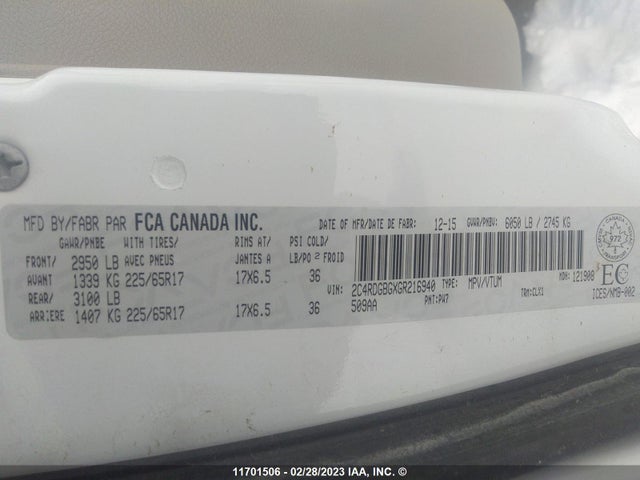 MFD BY/FABR PAR FCA CANADA INC.
DATE OF MFR/DATE DE FABR: 12-15 GVWR/PNBV: 6050 LB / 2745 KG
GAWR/PNBE WITH TIRES/ RIMS AT/ PSI COLD/
FRONT/ 2950 LB AVEC PNEUS JANTES A LB/PO 2 FROID
AVANT 1339 KG 225/65R17 17X6.5 36
REAR/ 3100 LB
ARRIERE 1407 KG 225/65R17 17X6.5 36
VIN: 2C4RDGBGXGR216940 TYPE: MPV/VTUM MDH: 121908
509AA PNT: PW7 TRM: CLX1
CANADA
972
EC
ICES/NMB-002
11701506 - 02/28/2023 IAA, Inc. ©